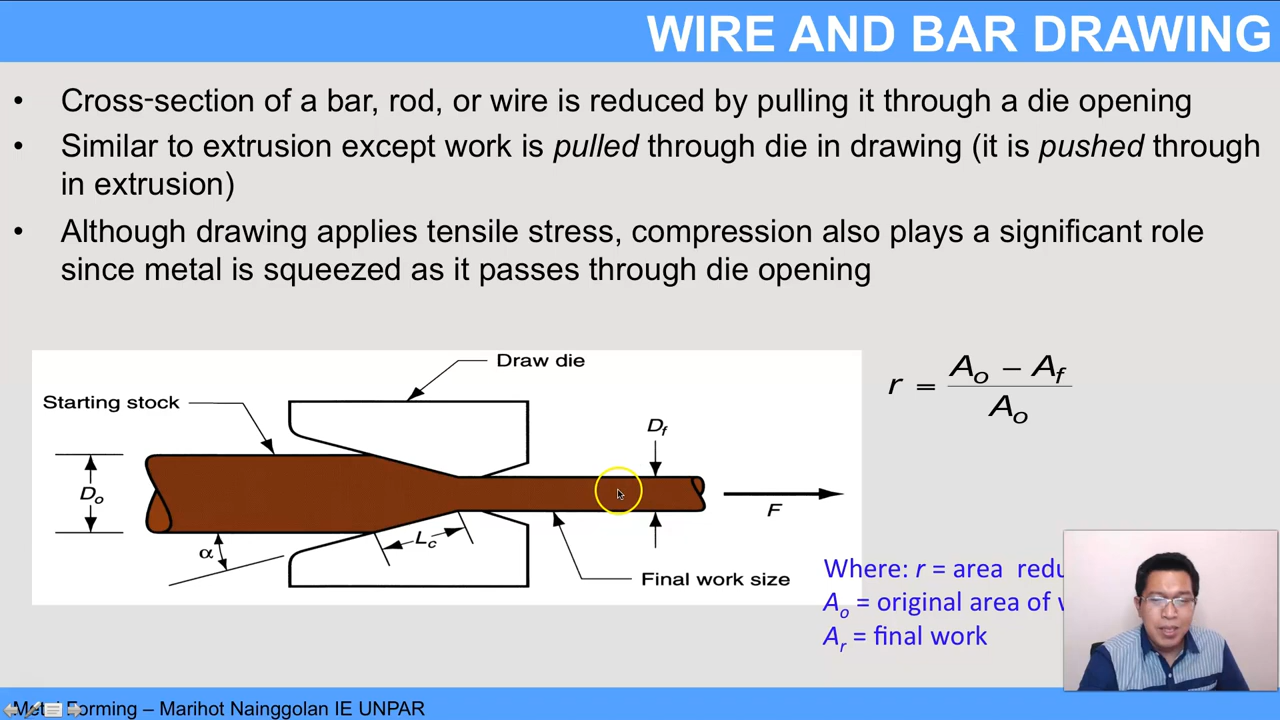 WIRE AND BAR DRAWING
• Cross-section of a bar, rod, or wire is reduced by pulling it through a die opening
• Similar to extrusion except work is pulled through die in drawing (it is pushed through
in extrusion)
• Although drawing applies tensile stress, compression also plays a significant role
since metal is squeezed as it passes through die opening
Draw die
Starting stock
Df
Do
F
Lc
α
Final work size
r = Ao − Af
Ao
Where: r = area
Ao = original area of
Ar = final work
Metal Forming – Marihot Nainggolan IE UNPAR